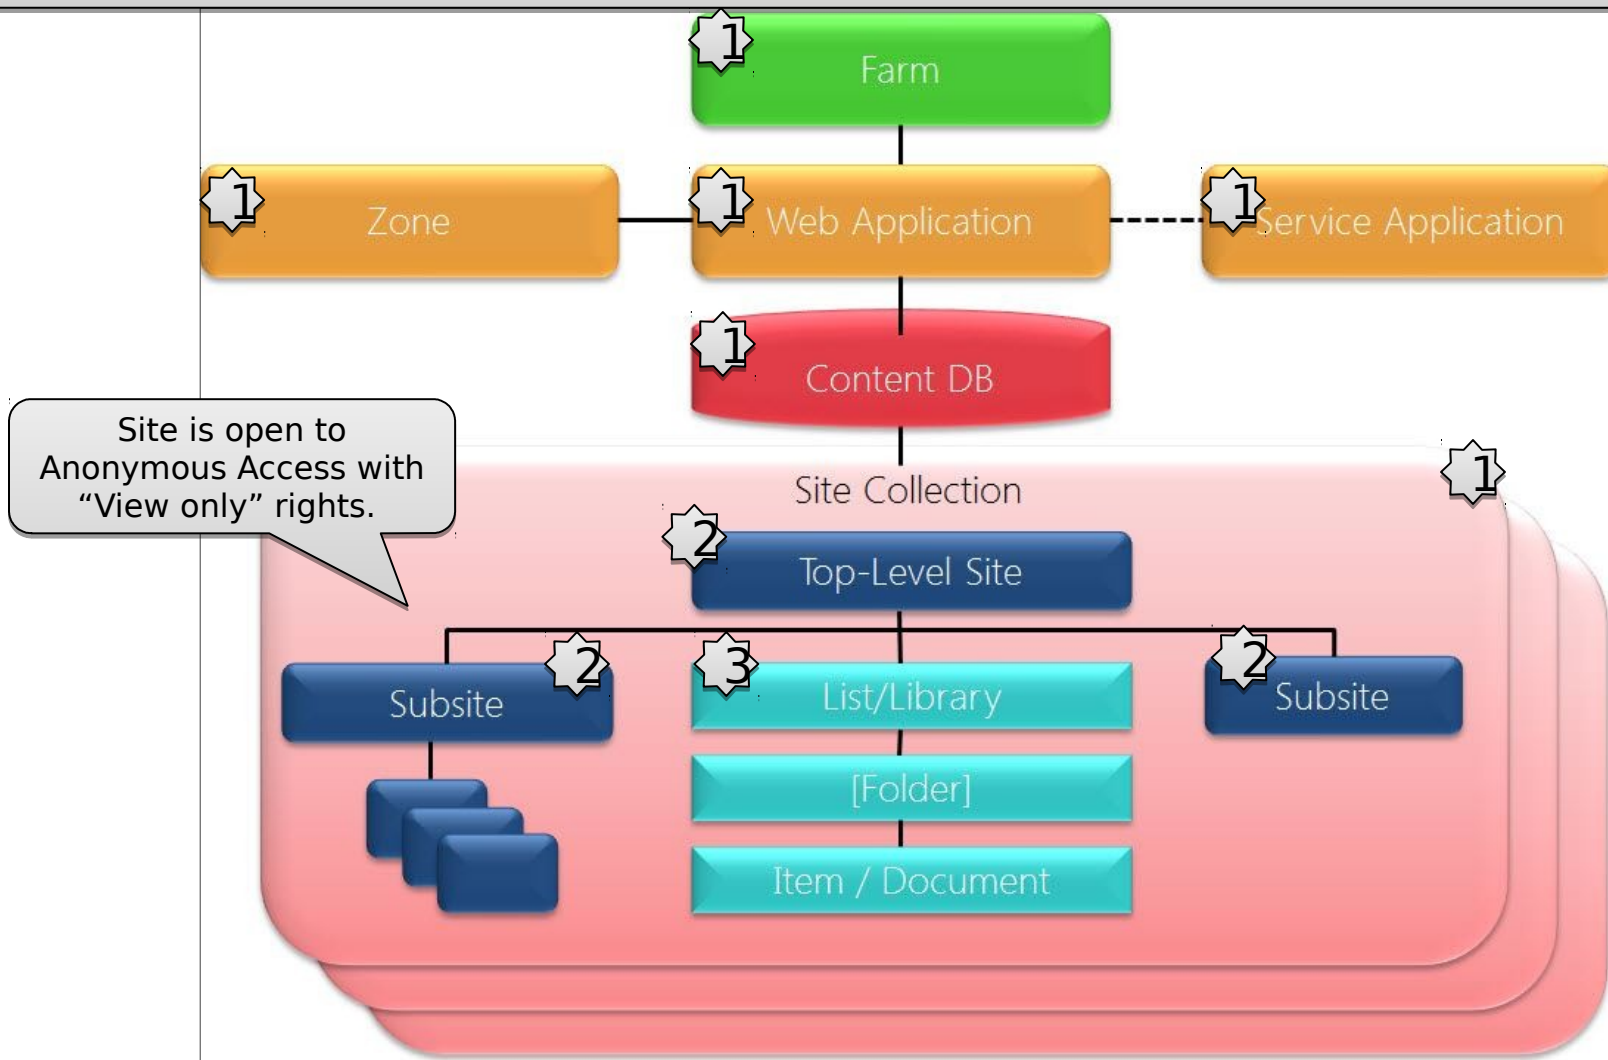 1
Farm
1
Zone
1
Web Application
1
Service Application
1
Content DB
Site is open to
Anonymous Access with
“View only” rights.
1
Site Collection
2
Top-Level Site
2
Subsite
3
List/Library
2
Subsite
[Folder]
Item / Document